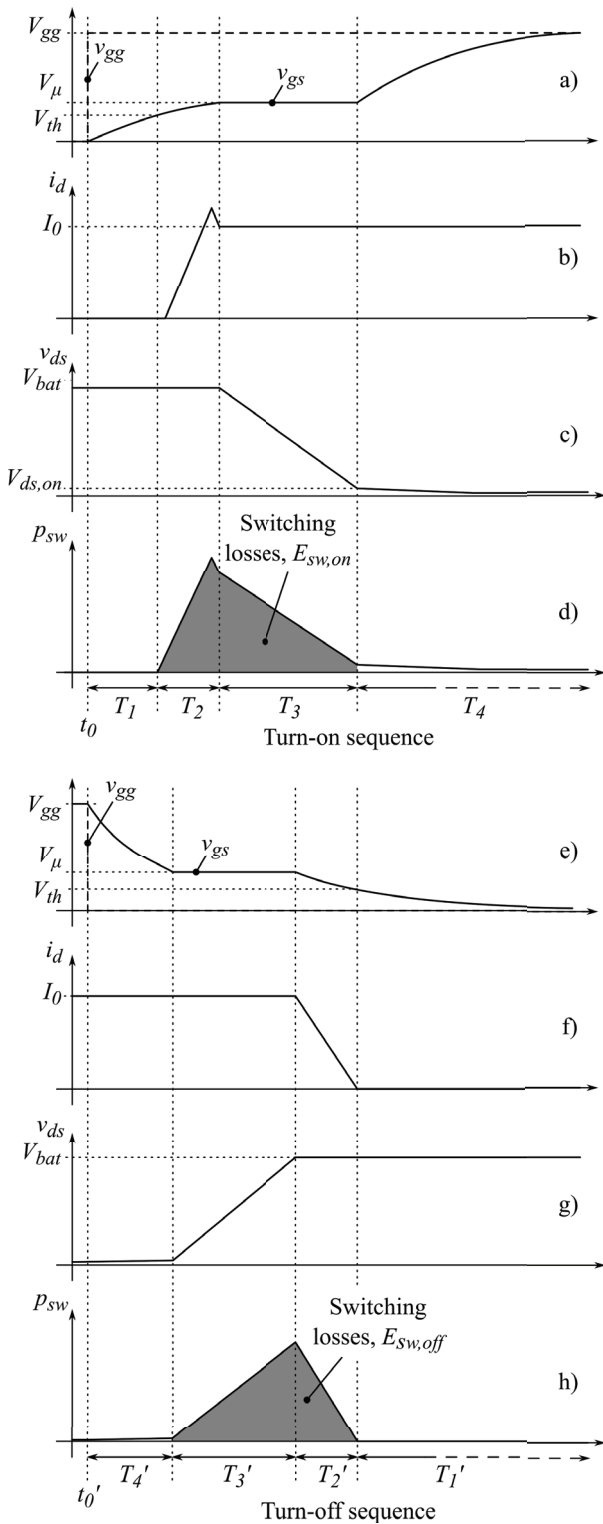 V_gg
v_gg
V_μ
v_gs
V_th
a)
i_d
I_0
b)
v_ds
V_bat
c)
V_ds,on
p_sw
Switching
losses, E_sw,on
d)
T_1 T_2 T_3 T_4
t_0
Turn-on sequence
V_gg
v_gg
V_μ
v_gs
V_th
e)
i_d
I_0
f)
v_ds
V_bat
g)
p_sw
Switching
losses, E_sw,off
h)
T_4' T_3' T_2' T_1'
t_0'
Turn-off sequence